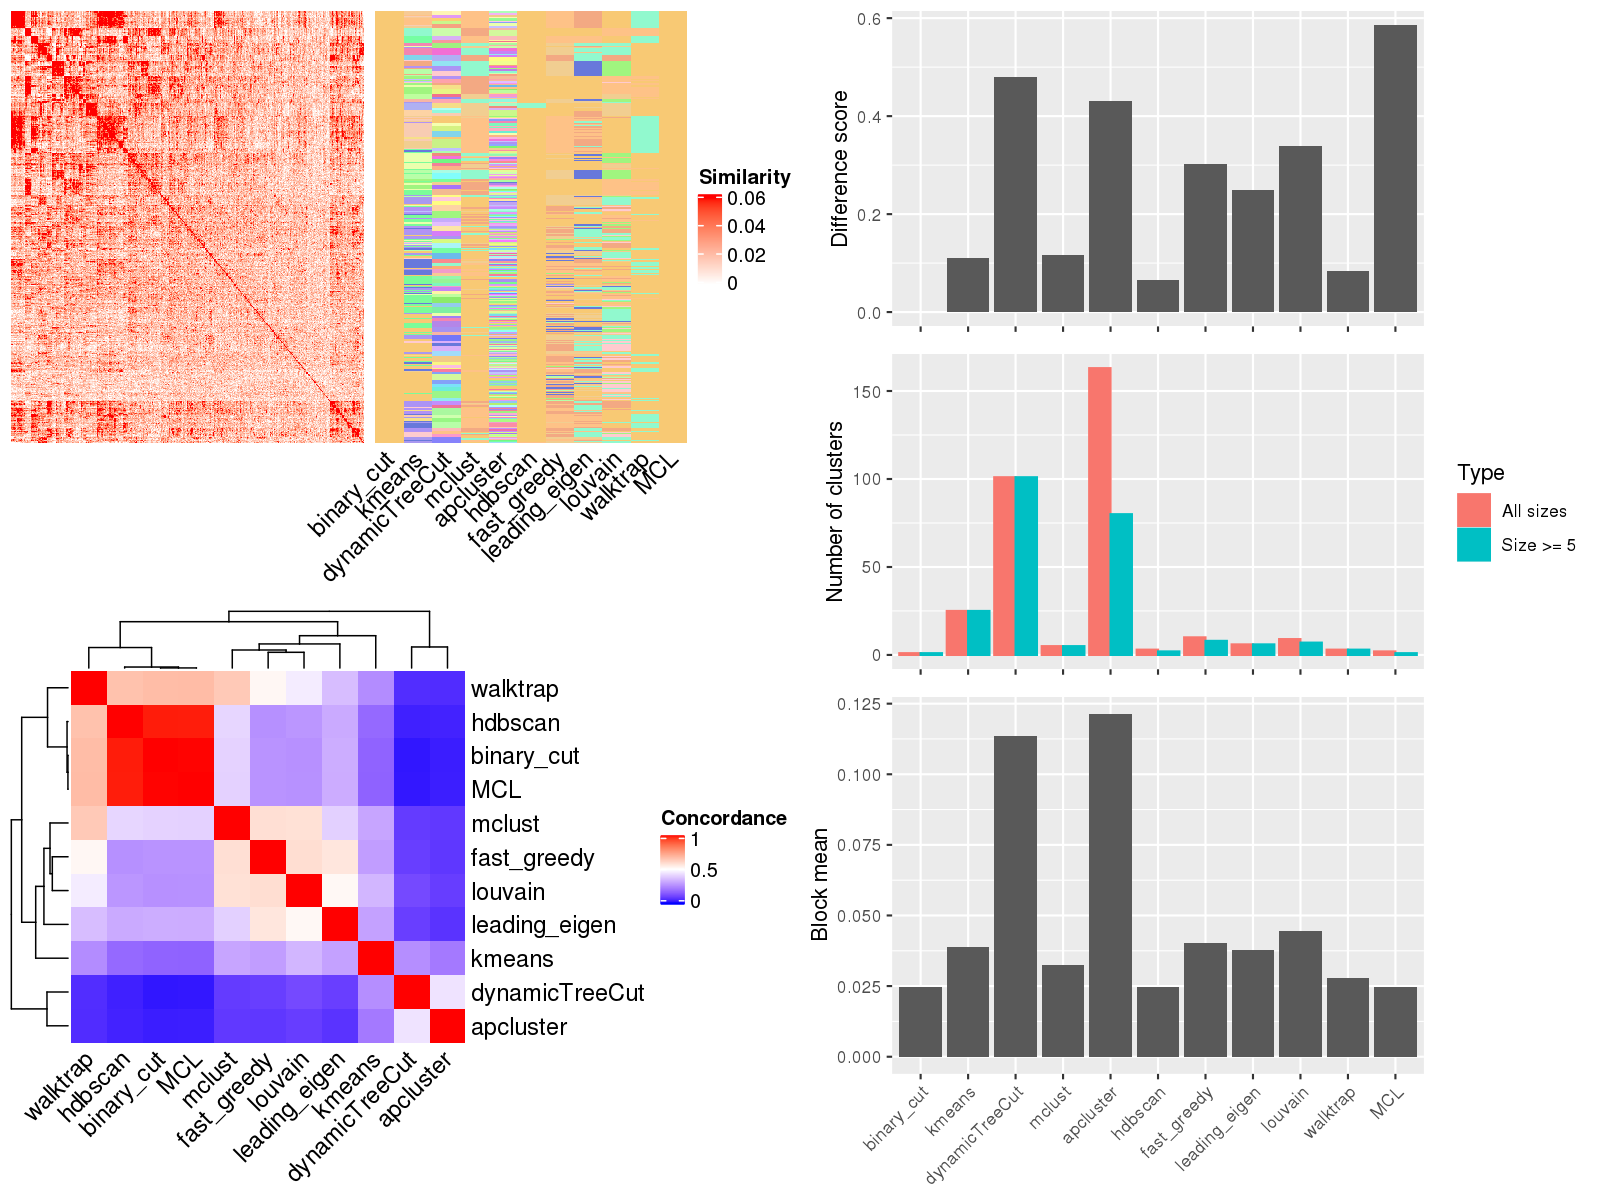 Similarity
0.06
0.04
0.02
0
binary_cut
kmeans
dynamicTreeCut
mclust
apcluster
hdbscan
fast_greedy
leading_eigen
louvain
walktrap
MCL
walktrap
hdbscan
binary_cut
MCL
mclust
fast_greedy
louvain
leading_eigen
kmeans
dynamicTreeCut
apcluster
walktrap
hdbscan
binary_cut
MCL
mclust
fast_greedy
louvain
leading_eigen
kmeans
dynamicTreeCut
apcluster
Concordance
1
0.5
0
Difference score
0.6
0.4
0.2
0.0
Number of clusters
150
100
50
0
Type
All sizes
Size >= 5
Block mean
0.125
0.100
0.075
0.050
0.025
0.000
binary_cut
kmeans
dynamicTreeCut
mclust
apcluster
hdbscan
fast_greedy
leading_eigen
louvain
walktrap
MCL